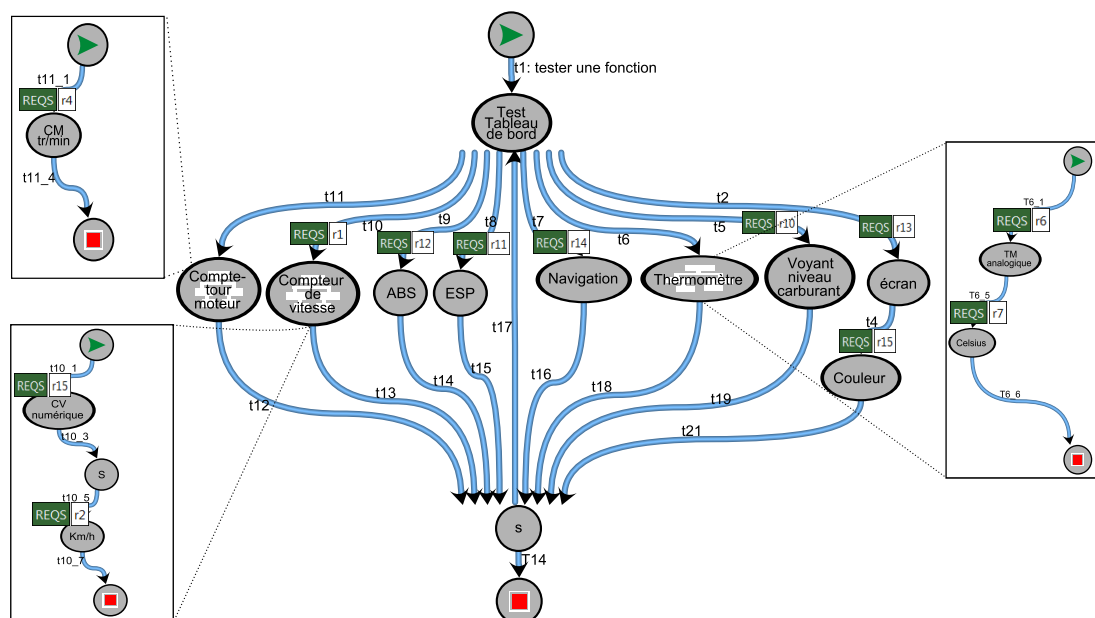 t1: tester une fonction
Test
Tableau
de bord
t11
t10
t9
t8
t7
t6
t5
t2
REQS r1
REQS r12
REQS r11
REQS r14
REQS r10
REQS r13
Compte-
tour
moteur
Compteur
de
vitesse
ABS
ESP
Navigation
Thermomètre
Voyant
niveau
carburant
écran
t4
REQS r15
Couleur
t17
t12
t13
t14
t15
t16
t18
t19
t21
s
T14
t11_1
REQS r4
CM
tr/min
t11_4
t10_1
REQS r15
CV
numérique
t10_3
S
t10_5
REQS r2
Km/h
t10_7
T6_1
REQS r6
TM
analogique
T6_5
REQS r7
Celsius
T6_6